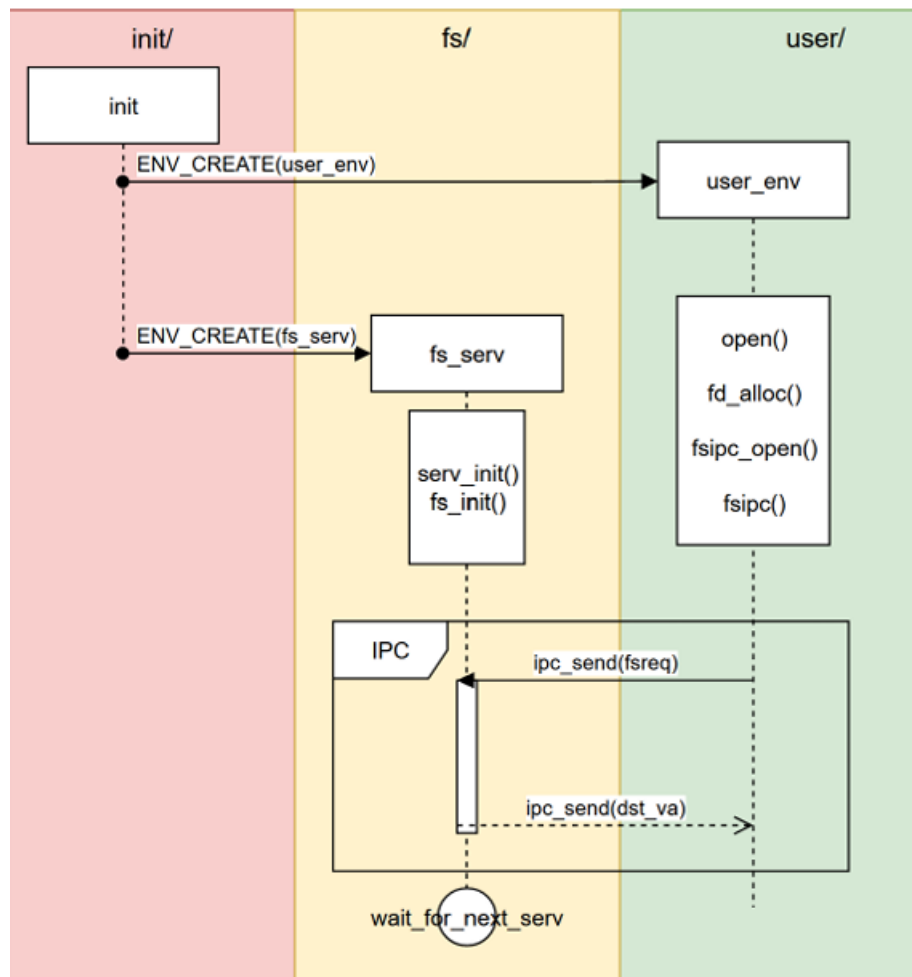 init/
fs/
user/
init
ENV_CREATE(user_env)
user_env
ENV_CREATE(fs_serv)
fs_serv
open()
fd_alloc()
fsipc_open()
fsipc()
serv_init()
fs_init()
IPC
ipc_send(fsreq)
ipc_send(dst_va)
wait_for_next_serv